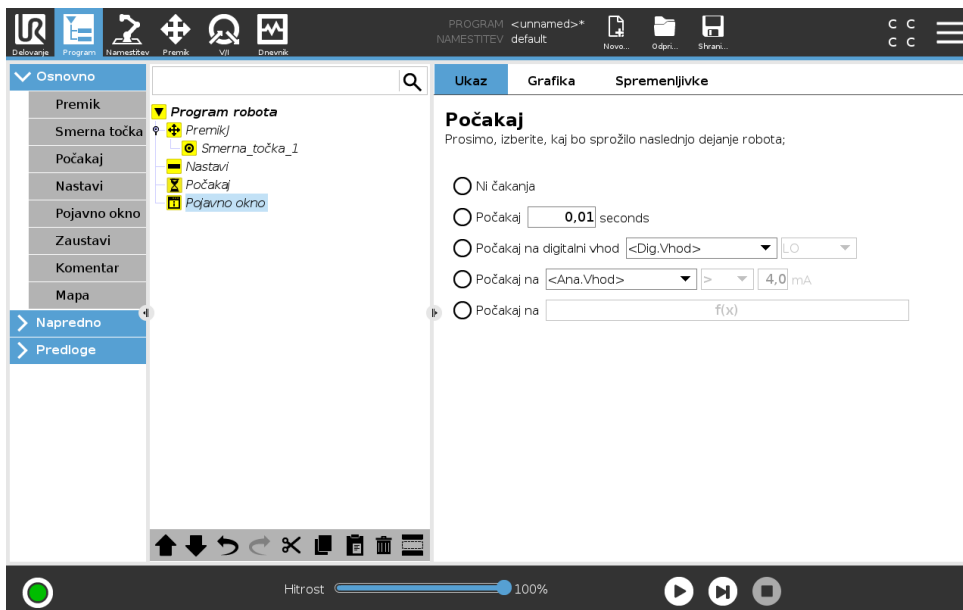 UR
PROGRAM <unnamed>*
NAMESTITEV default
Delovanje Program Namestitev Premik V/I Dnevnik Novo... Odpri... Shrani...
C C
C C
Osnovno
Premik
Smerna točka
Počakaj
Nastavi
Pojavno okno
Zaustavi
Komentar
Mapa
Napredno
Predloge
Program robota
PremikJ
Smerna_točka_1
Nastavi
Počakaj
Pojavno okno
Ukaz Grafika Spremenljivke
Počakaj
Prosimo, izberite, kaj bo sprožilo naslednjo dejanje robota;
Ni čakanja
Počakaj 0,01 seconds
Počakaj na digitalni vhod <Dig.Vhod> LO
Počakaj na <Ana.Vhod> > 4,0 mA
Počakaj na f(x)
Hitrost 100%